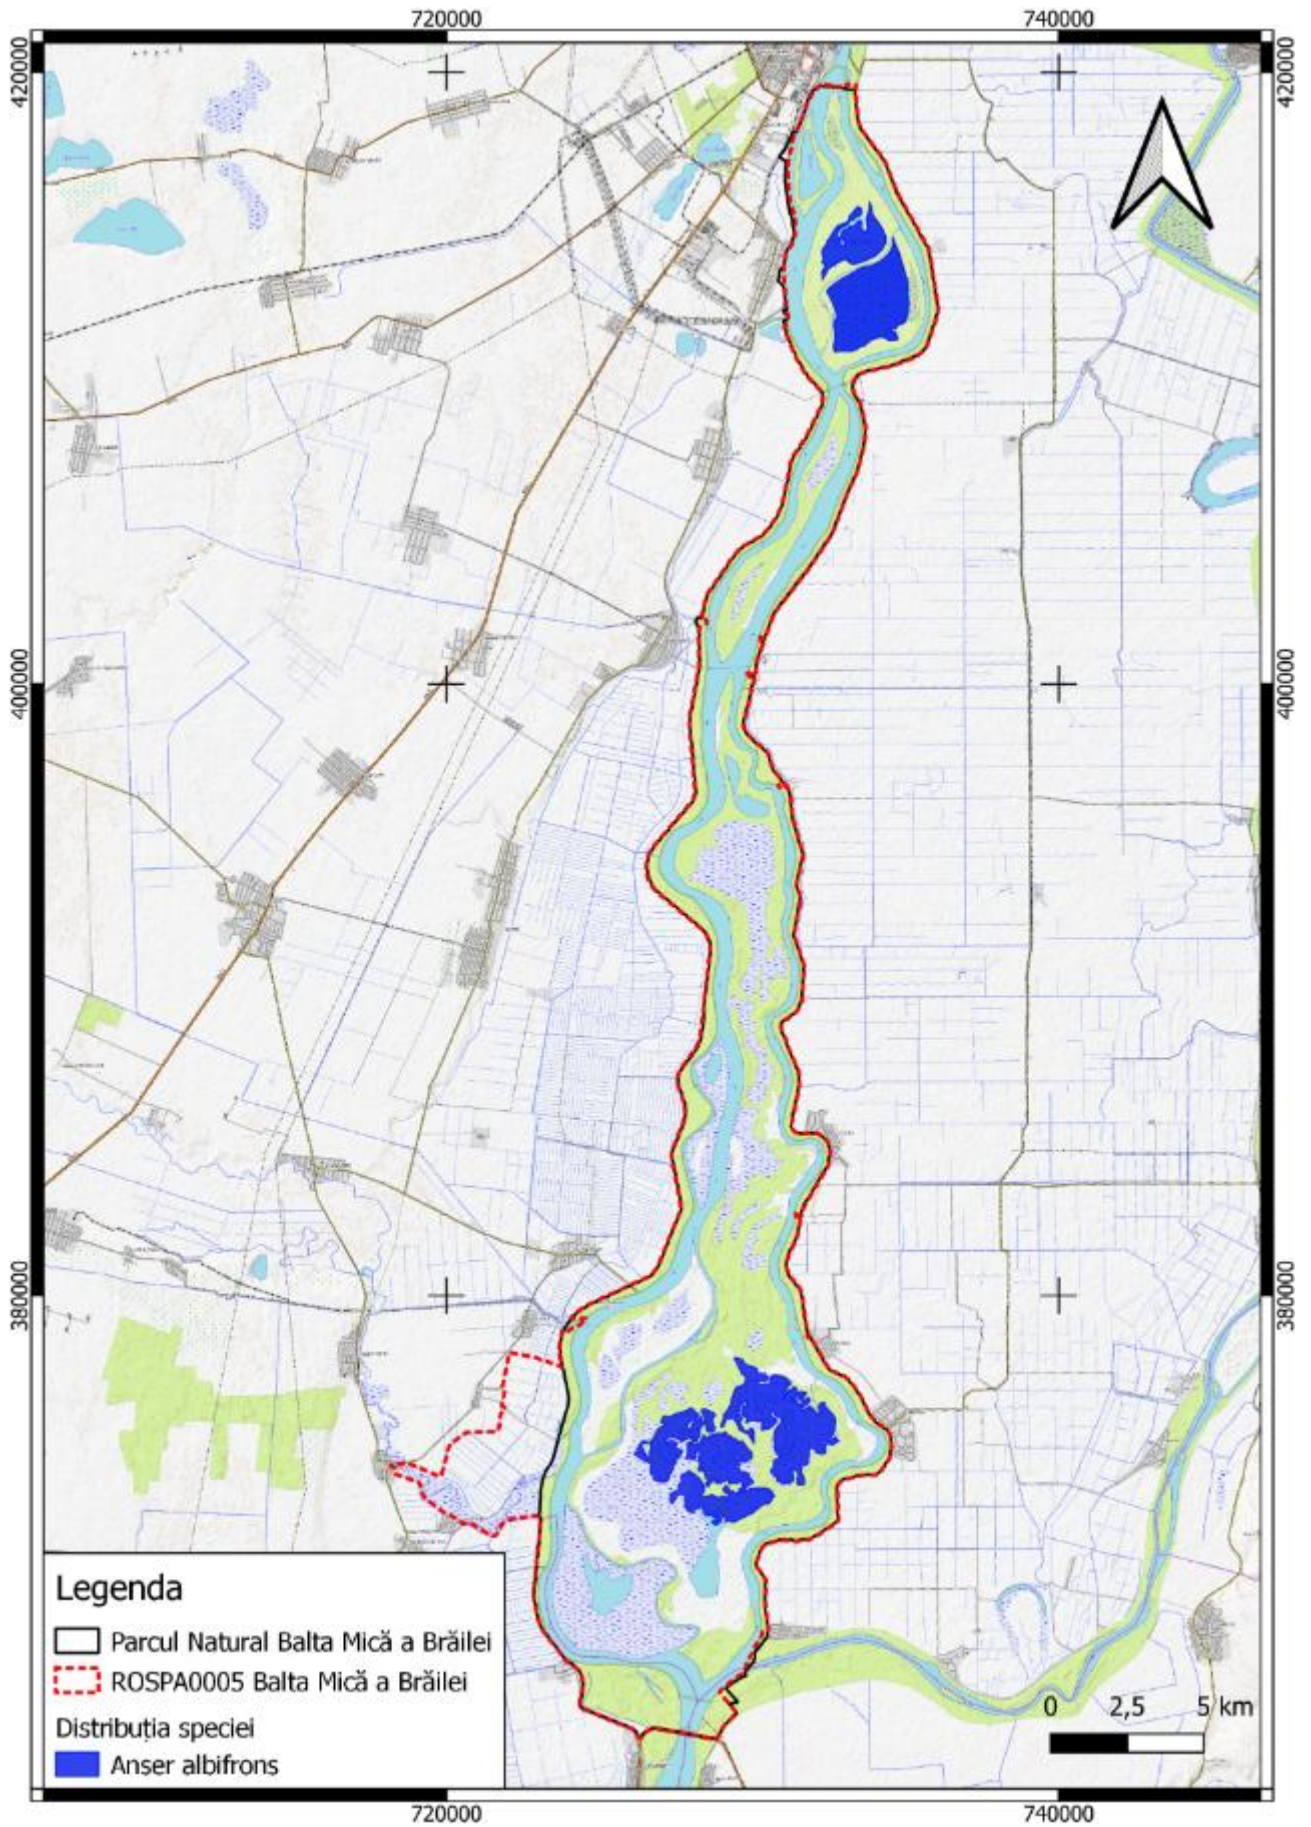 720000 740000
420000 420000
400000 400000
380000 380000
Legenda
Parcul Natural Balta Mică a Brăilei
ROSPA0005 Balta Mică a Brăilei
Distribuția speciei
Anser albifrons
0 2,5 5 km
720000 740000